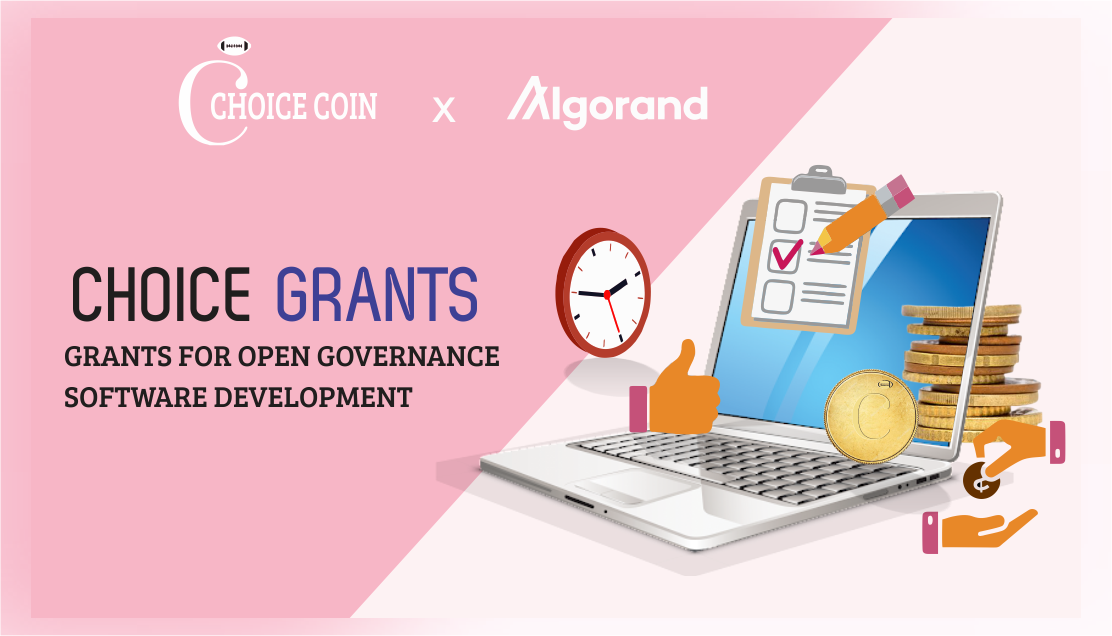 C CHOICE COIN x Algorand
CHOICE GRANTS
GRANTS FOR OPEN GOVERNANCE
SOFTWARE DEVELOPMENT
C